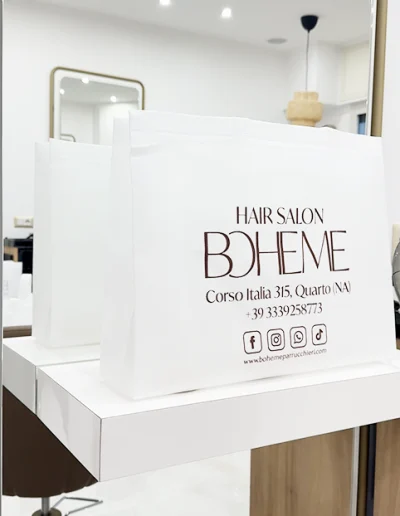 HAIR SALON
BOHEME
Corso Italia 315, Quarto (NA)
+39 3339258773
www.bohemeparrucchieri.com